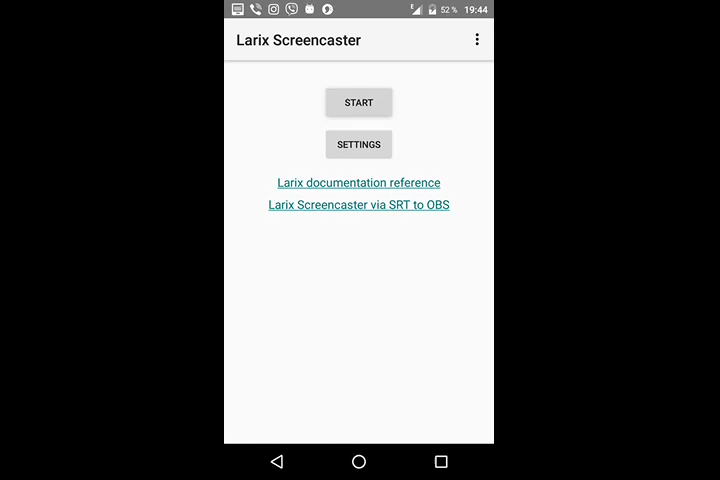 E 52 % 19:44
Larix Screencaster
START
SETTINGS
Larix documentation reference
Larix Screencaster via SRT to OBS